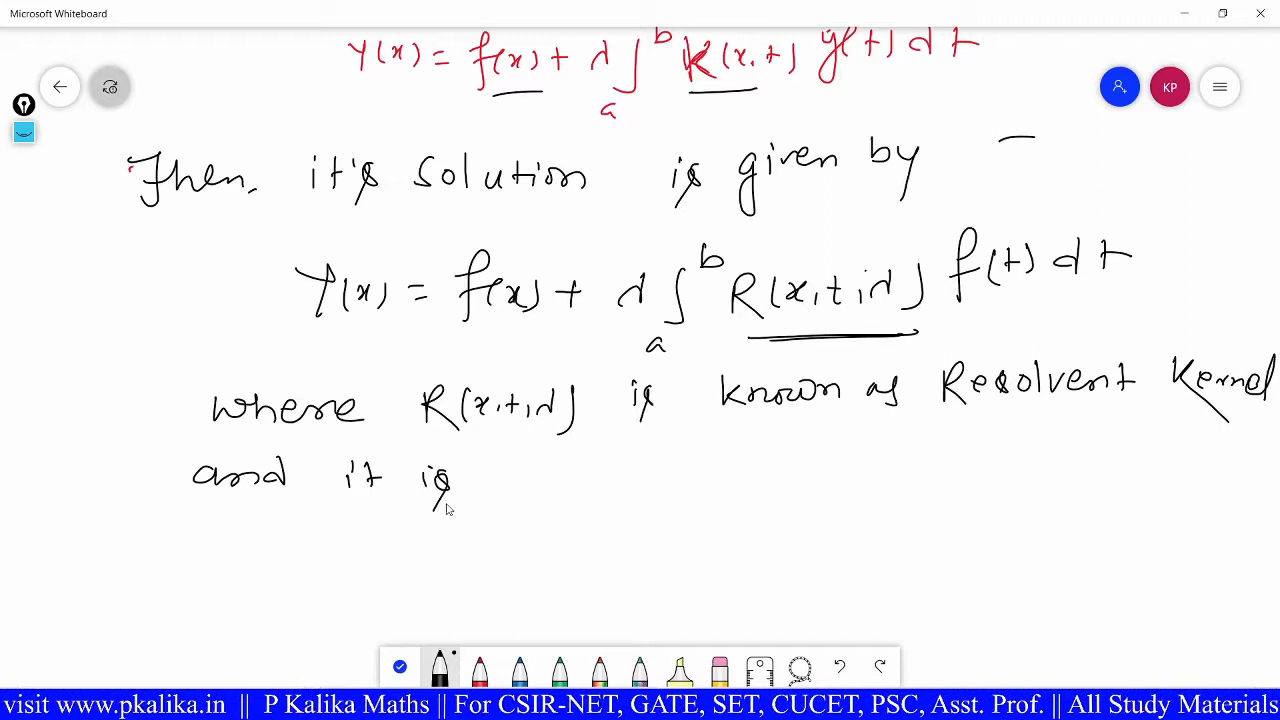 Microsoft Whiteboard
y(x) = f(x) + λ ∫_a^b K(x,t) y(t) dt
KP
Then, it's solution is given by –
y(x) = f(x) + λ ∫_a^b R(x,t,λ) f(t) dt
where R(x,t,λ) is known as Resolvent Kernel
and it is
visit www.pkalika.in || P Kalika Maths || For CSIR-NET, GATE, SET, CUCET, PSC, Asst. Prof. || All Study Materials